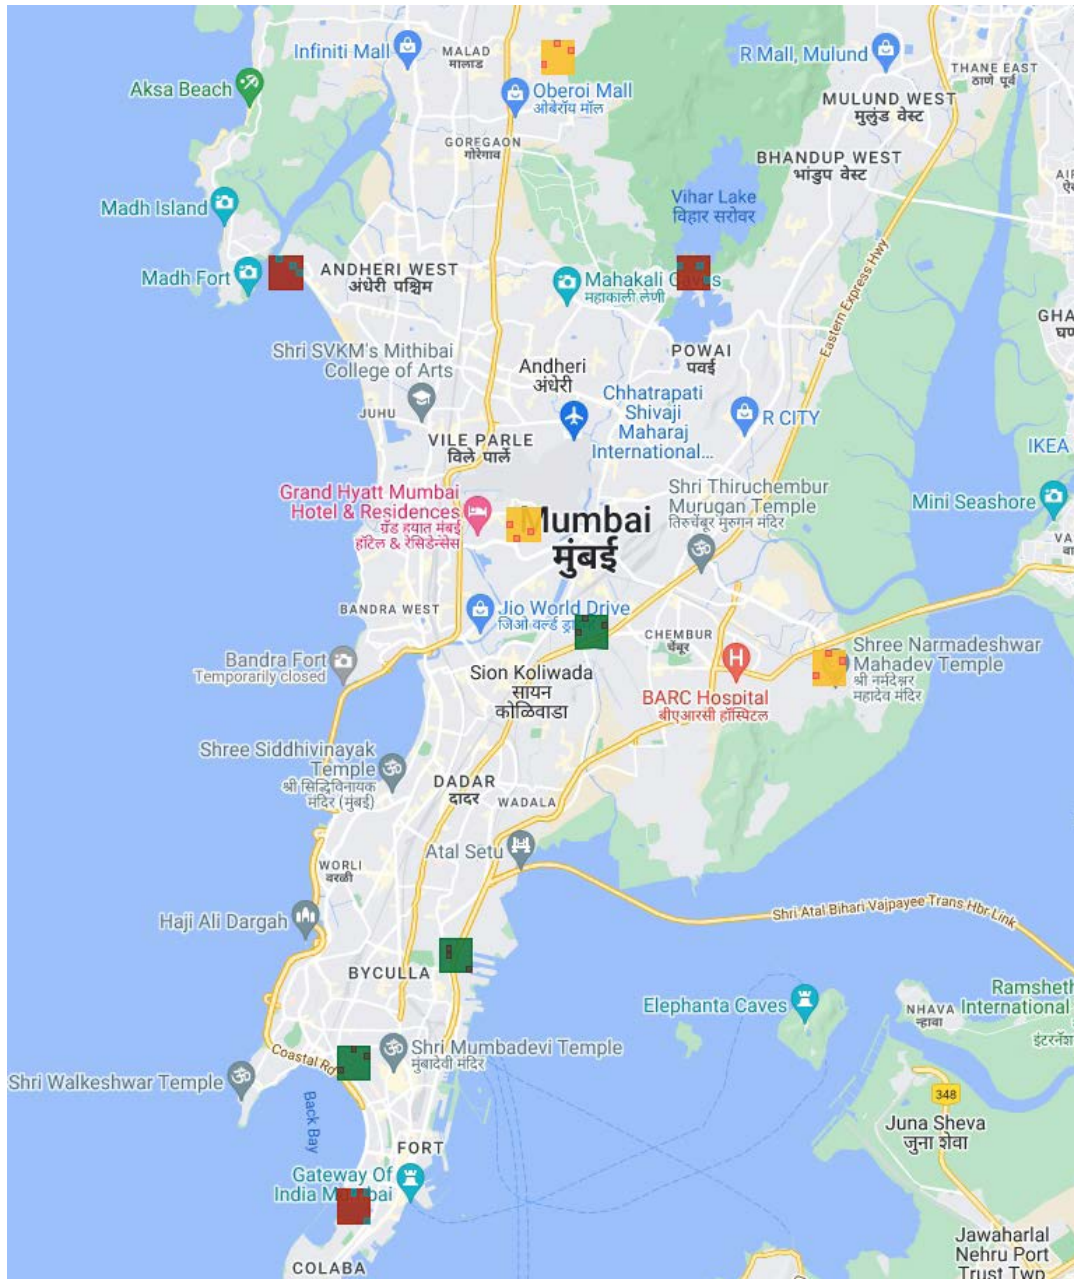 Infiniti Mall
MALAD
मालाड
R Mall, Mulund
THANE EAST
ठाणे पूर्व
Aksa Beach
Oberoi Mall
ओबेरॉय मॉल
MULUND WEST
मुलुंड वेस्ट
GOREGAON
गोरेगाव
BHANDUP WEST
भांडुप वेस्ट
Vihar Lake
विहार सरोवर
Madh Island
Madh Fort
ANDHERI WEST
अंधेरी पश्चिम
Mahakali
महाकाली लेणी
Eastern Express Hwy
Shri SVKM's Mithibai
College of Arts
POWAI
पवई
Andheri
अंधेरी
JUHU
Chhatrapati
Shivaji
Maharaj
International...
R CITY
VILE PARLE
विले पार्ले
IKEA
Grand Hyatt Mumbai
Hotel & Residences
ग्रँड हयात मुंबई
हॉटेल & रेसिडेन्सेस
Shri Thiruchembur
Murugan Temple
तिरुचेंबूर मुरुगन मंदिर
Mini Seashore
Mumbai
मुंबई
BANDRA WEST
Jio World Drive
जिओ वर्ल्ड
CHEMBUR
चेंबूर
Shree Narmadeshwar
Mahadev Temple
श्री नर्मदेश्वर
महादेव मंदिर
Bandra Fort
Temporarily closed
Sion Koliwada
सायन
कोळिवाडा
BARC Hospital
बीएआरसी हॉस्पिटल
Shree Siddhivinayak
Temple
श्री सिद्धिविनायक
मंदिर (मुंबई)
DADAR
दादर
WADALA
Atal Setu
WORLI
वरळी
Haji Ali Dargah
Shri Atal Bihari Vajpayee Trans Hbr Link
BYCULLA
Elephanta Caves
NHAVA
न्हावा
International
Coastal Rd
Shri Mumbadevi Temple
मुंबादेवी मंदिर
Shri Walkeshwar Temple
348
Back Bay
Juna Sheva
जुना शेवा
FORT
Gateway Of
India
COLABA
Jawaharlal
Nehru Port
Trust Twp